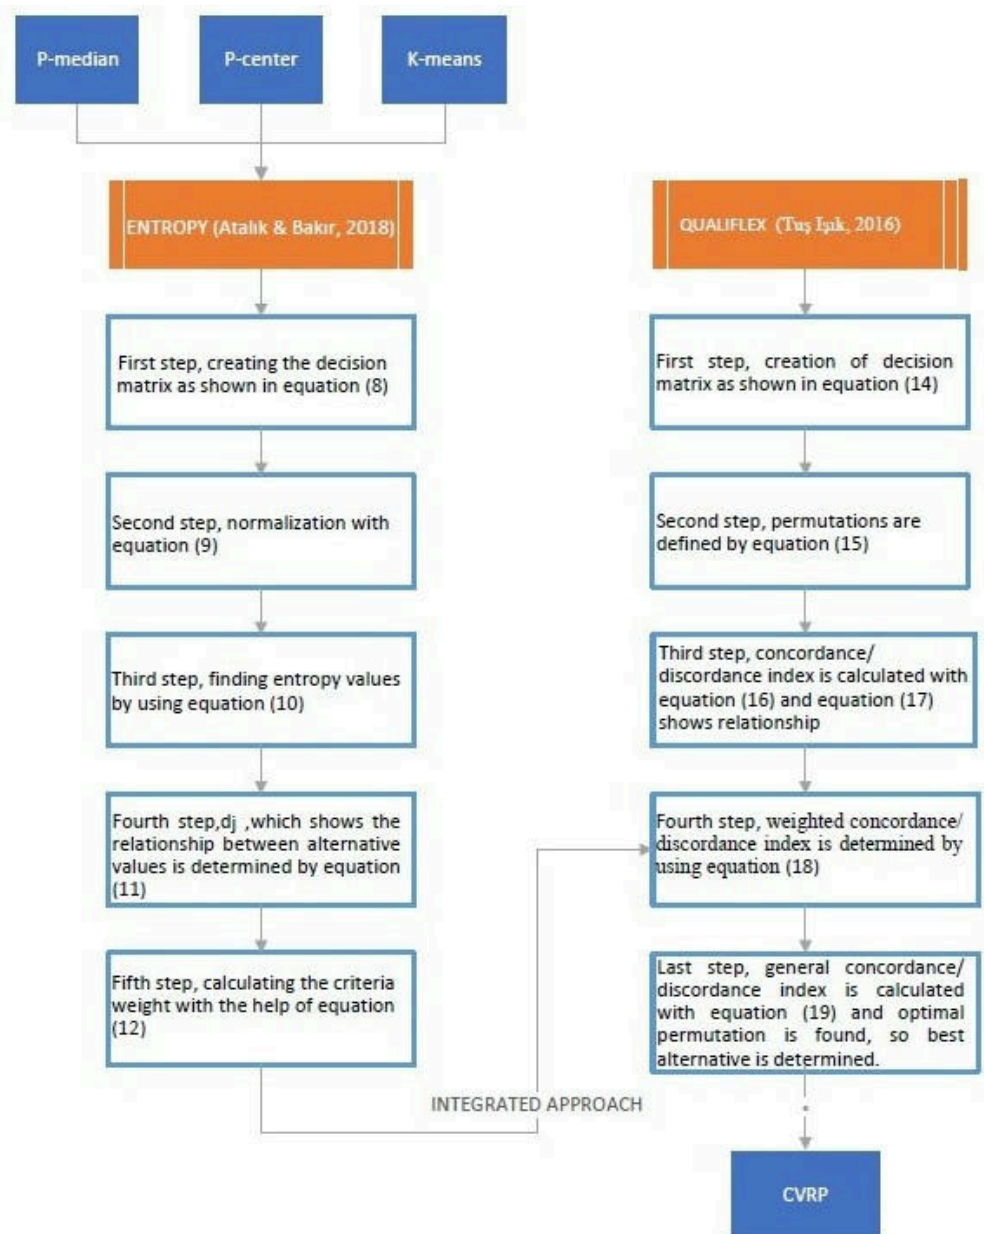 P-median
P-center
K-means
ENTROPY (Atalık & Bakır, 2018)
First step, creating the decision
matrix as shown in equation (8)
Second step, normalization with
equation (9)
Third step, finding entropy values
by using equation (10)
Fourth step,dj ,which shows the
relationship between alternative
values is determined by equation
(11)
Fifth step, calculating the criteria
weight with the help of equation
(12)
INTEGRATED APPROACH
QUALIFLEX (Tuş Işık, 2016)
First step, creation of decision
matrix as shown in equation (14)
Second step, permutations are
defined by equation (15)
Third step, concordance/
discordance index is calculated with
equation (16) and equation (17)
shows relationship
Fourth step, weighted concordance/
discordance index is determined by
using equation (18)
Last step, general concordance/
discordance index is calculated
with equation (19) and optimal
permutation is found, so best
alternative is determined.
CVRP